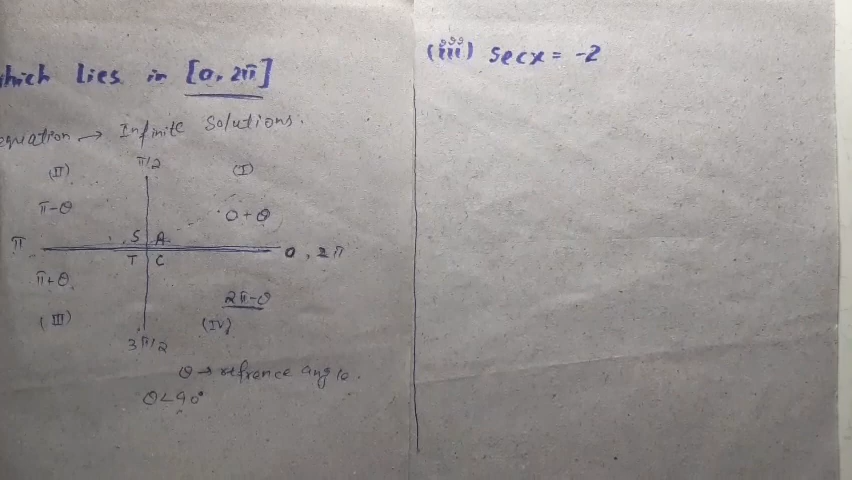 which lies in [0, 2π]
equation → Infinite Solutions.
(II) π/2 (I)
π-θ 0+θ
π S A 0, 2π
T C
π+θ 2π-θ
(III) (IV)
3π/2
θ → refrence angle.
θ<90°
(iii) secx = -2